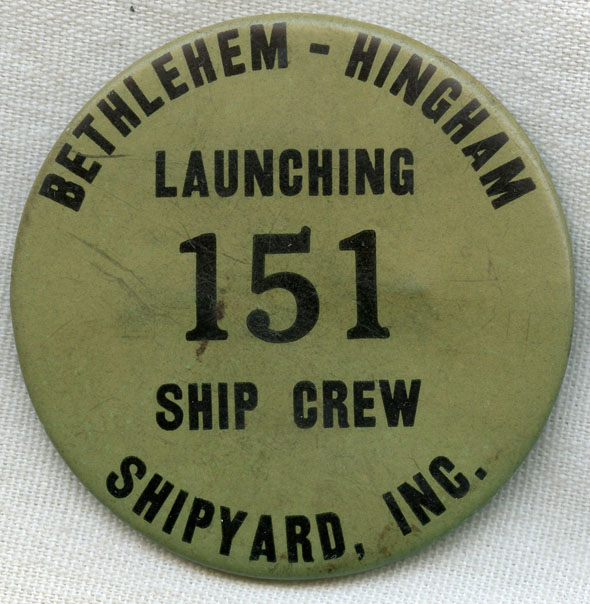 BETHLEHEM - HINGHAM
LAUNCHING
151
SHIP CREW
SHIPYARD, INC.